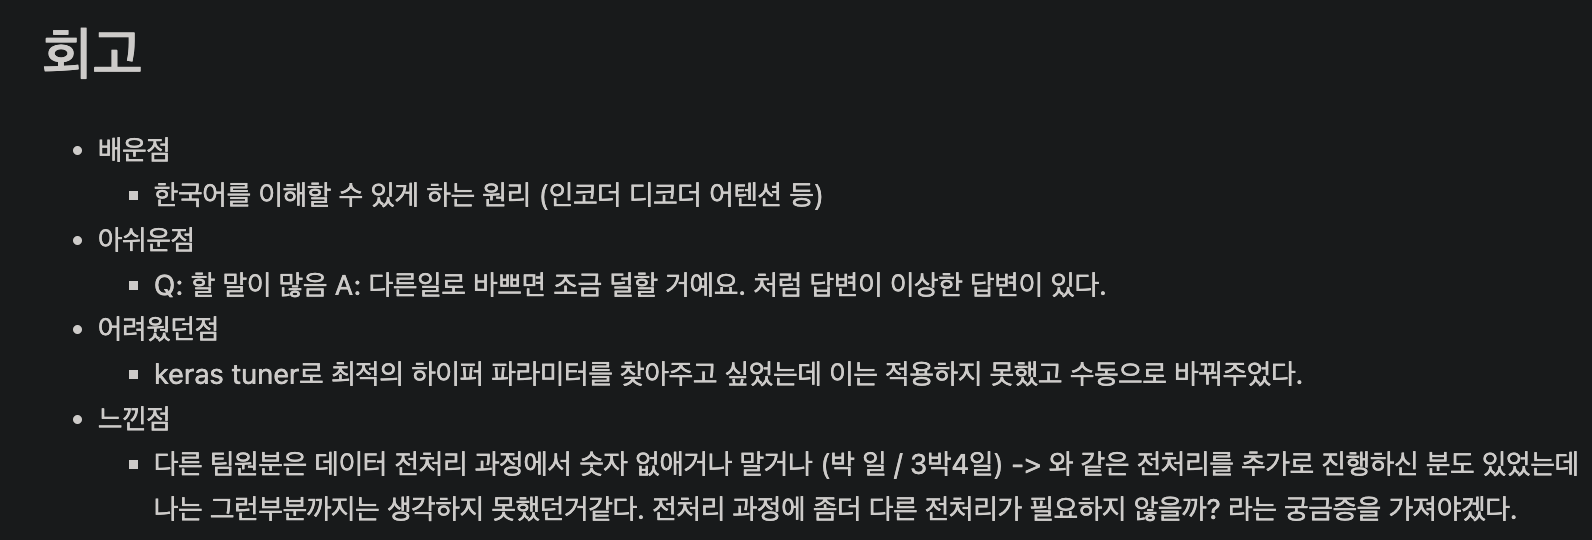 회고
배운점
한국어를 이해할 수 있게 하는 원리 (인코더 디코더 어텐션 등)
아쉬운점
Q: 할 말이 많음 A: 다른일로 바쁘면 조금 덜할 거예요. 처럼 답변이 이상한 답변이 있다.
어려웠던점
keras tuner로 최적의 하이퍼 파라미터를 찾아주고 싶었는데 이는 적용하지 못했고 수동으로 바꿔주었다.
느낀점
다른 팀원분은 데이터 전처리 과정에서 숫자 없애거나 말거나 (박 일 / 3박4일) -> 와 같은 전처리를 추가로 진행하신 분도 있었는데
나는 그런부분까지는 생각하지 못했던거같다. 전처리 과정에 좀더 다른 전처리가 필요하지 않을까? 라는 궁금증을 가져야겠다.